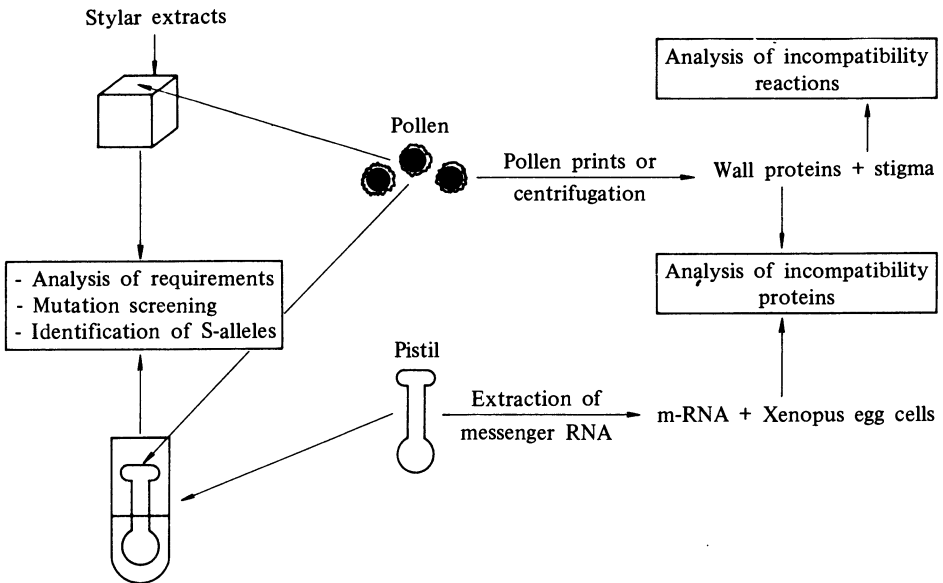 Stylar extracts
Analysis of incompatibility
reactions
Pollen
Pollen prints or
centrifugation
Wall proteins + stigma
- Analysis of requirements
- Mutation screening
- Identification of S-alleles
Analysis of incompatibility
proteins
Pistil
Extraction of
messenger RNA
m-RNA + Xenopus egg cells